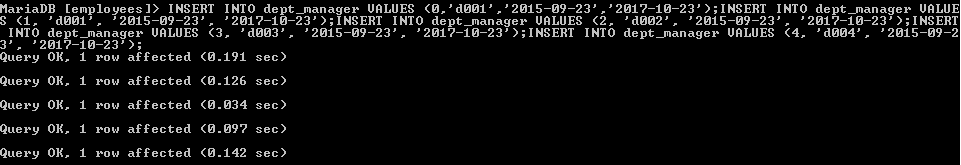 MariaDB [employees]> INSERT INTO dept_manager VALUES (0,'d001','2015-09-23','2017-10-23');INSERT INTO dept_manager VALUE
S (1, 'd001', '2015-09-23', '2017-10-23');INSERT INTO dept_manager VALUES (2, 'd002', '2015-09-23', '2017-10-23');INSERT
 INTO dept_manager VALUES (3, 'd003', '2015-09-23', '2017-10-23');INSERT INTO dept_manager VALUES (4, 'd004', '2015-09-2
3', '2017-10-23');
Query OK, 1 row affected (0.191 sec)
Query OK, 1 row affected (0.126 sec)
Query OK, 1 row affected (0.034 sec)
Query OK, 1 row affected (0.097 sec)
Query OK, 1 row affected (0.142 sec)